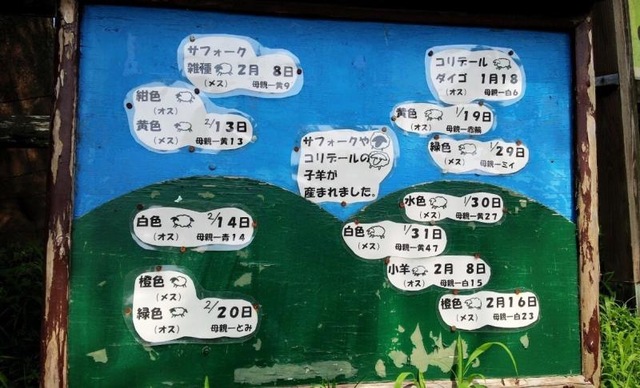 サフォーク
雑種 2月 8日
(メス) 母親ー黄9
紺色
(オス)
黄色 2/13日
(メス) 母親ー黄13
サフォークや
コリデールの
子羊が
産まれました。
白色 2/14日
(オス) 母親ー青14
橙色
(メス)
緑色 2/20日
(オス) 母親ーとみ
コリデール
ダイゴ 1月18
(オス) 母親ー白6
黄色 1/19日
(オス) 母親ー赤輪
緑色 1/29日
(メス) 母親ーミイ
水色 1/30日
(メス) 母親ー黄27
白色 1/31日
(メス) 母親ー黄47
小羊 2月 8日
(オス) 母親ー白15
橙色 2月16日
(メス) 母親ー白23